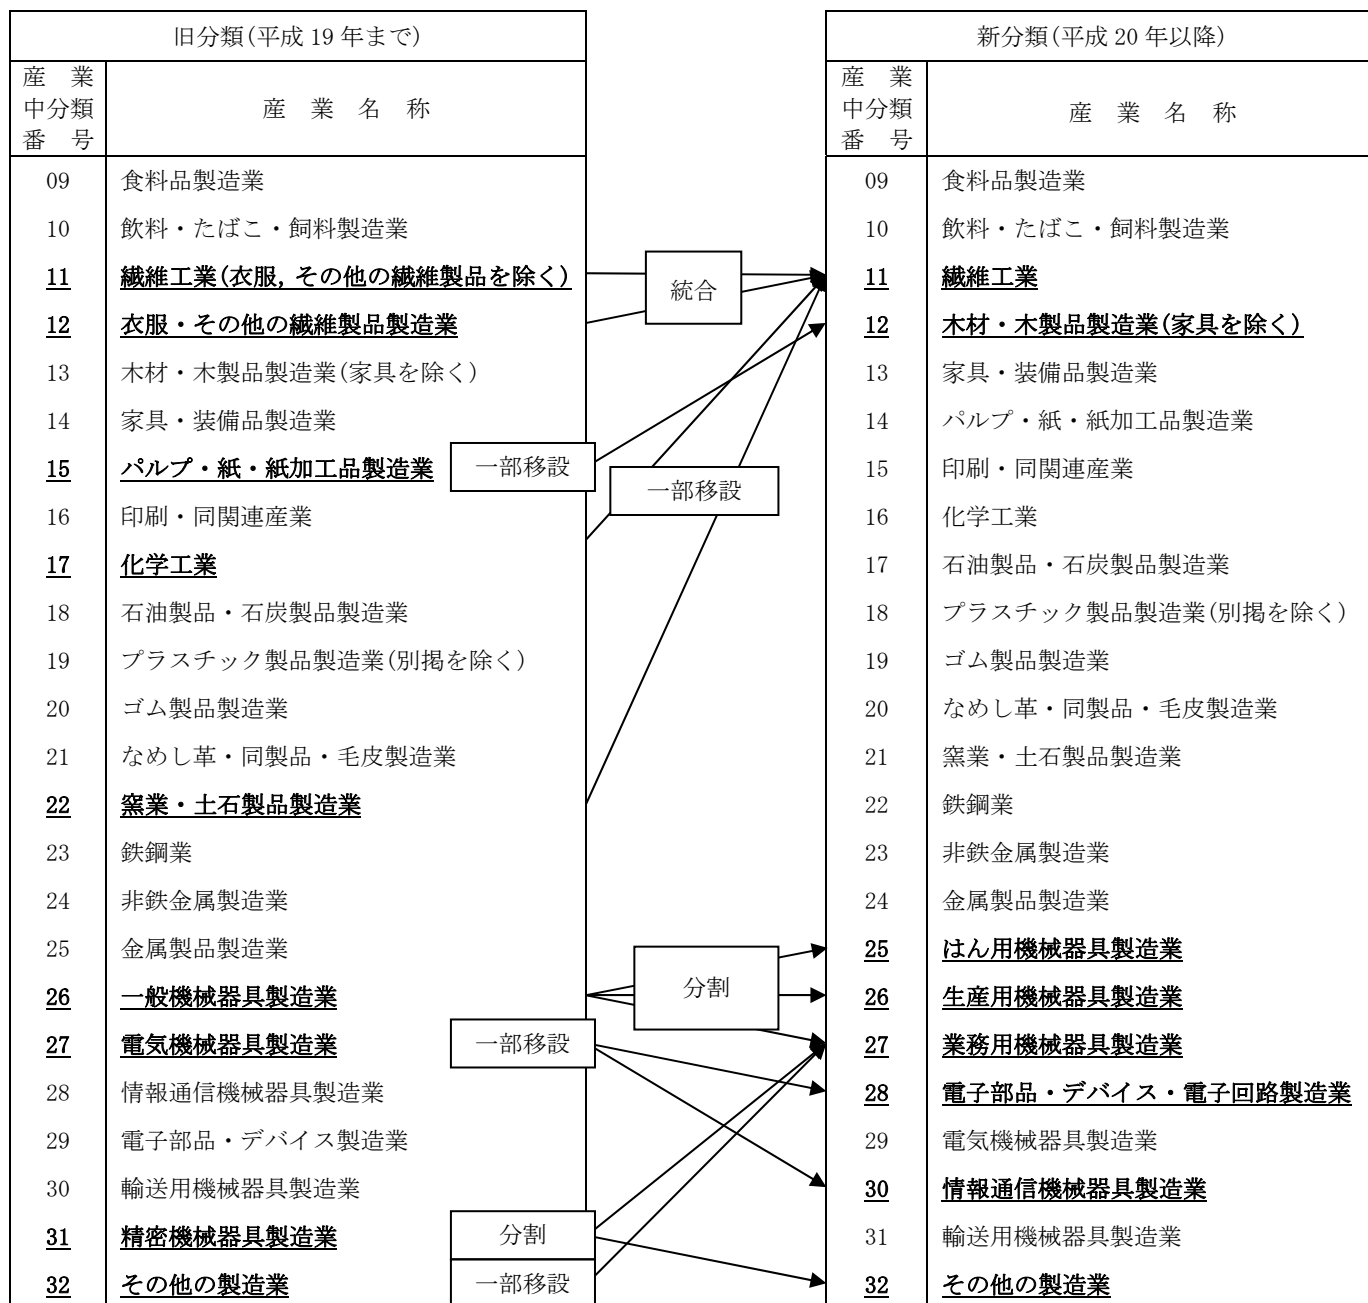 旧分類(平成 19 年まで)
産 業
中分類
番 号
産 業 名 称
09 食料品製造業
10 飲料・たばこ・飼料製造業
11 繊維工業(衣服, その他の繊維製品を除く)
12 衣服・その他の繊維製品製造業
13 木材・木製品製造業(家具を除く)
14 家具・装備品製造業
15 パルプ・紙・紙加工品製造業
16 印刷・同関連産業
17 化学工業
18 石油製品・石炭製品製造業
19 プラスチック製品製造業(別掲を除く)
20 ゴム製品製造業
21 なめし革・同製品・毛皮製造業
22 窯業・土石製品製造業
23 鉄鋼業
24 非鉄金属製造業
25 金属製品製造業
26 一般機械器具製造業
27 電気機械器具製造業
28 情報通信機械器具製造業
29 電子部品・デバイス製造業
30 輸送用機械器具製造業
31 精密機械器具製造業
32 その他の製造業
統合
一部移設
一部移設
分割
一部移設
分割
一部移設
新分類(平成 20 年以降)
産 業
中分類
番 号
産 業 名 称
09 食料品製造業
10 飲料・たばこ・飼料製造業
11 繊維工業
12 木材・木製品製造業(家具を除く)
13 家具・装備品製造業
14 パルプ・紙・紙加工品製造業
15 印刷・同関連産業
16 化学工業
17 石油製品・石炭製品製造業
18 プラスチック製品製造業(別掲を除く)
19 ゴム製品製造業
20 なめし革・同製品・毛皮製造業
21 窯業・土石製品製造業
22 鉄鋼業
23 非鉄金属製造業
24 金属製品製造業
25 はん用機械器具製造業
26 生産用機械器具製造業
27 業務用機械器具製造業
28 電子部品・デバイス・電子回路製造業
29 電気機械器具製造業
30 情報通信機械器具製造業
31 輸送用機械器具製造業
32 その他の製造業